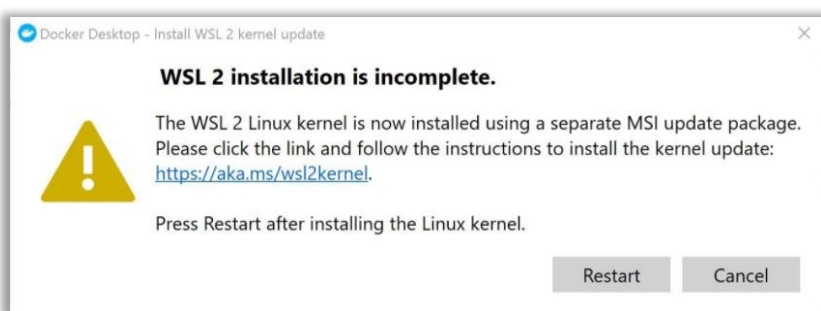 Docker Desktop - Install WSL 2 kernel update
WSL 2 installation is incomplete.
The WSL 2 Linux kernel is now installed using a separate MSI update package.
Please click the link and follow the instructions to install the kernel update:
https://aka.ms/wsl2kernel.
Press Restart after installing the Linux kernel.
Restart Cancel